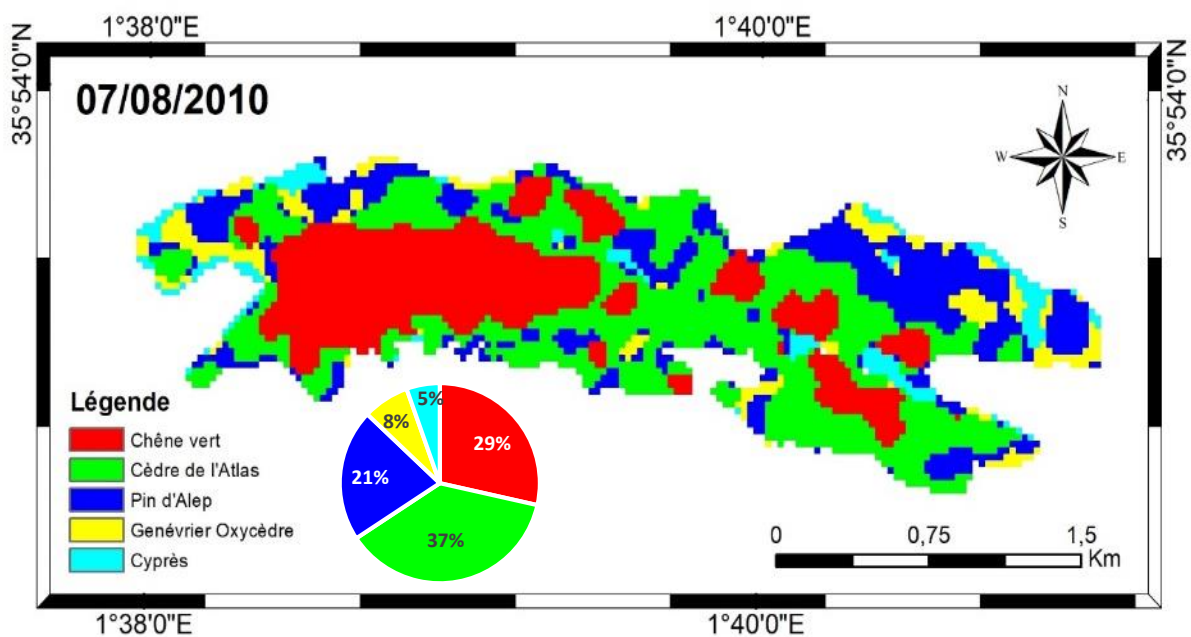 1°38'0"E 1°40'0"E
35°54'0"N
35°54'0"N
07/08/2010
N
W E
S
Légende
Chêne vert
Cèdre de l'Atlas
Pin d'Alep
Genévrier Oxycèdre
Cyprès
5%
8%
29%
21%
37%
0 0,75 1,5
Km
1°38'0"E 1°40'0"E